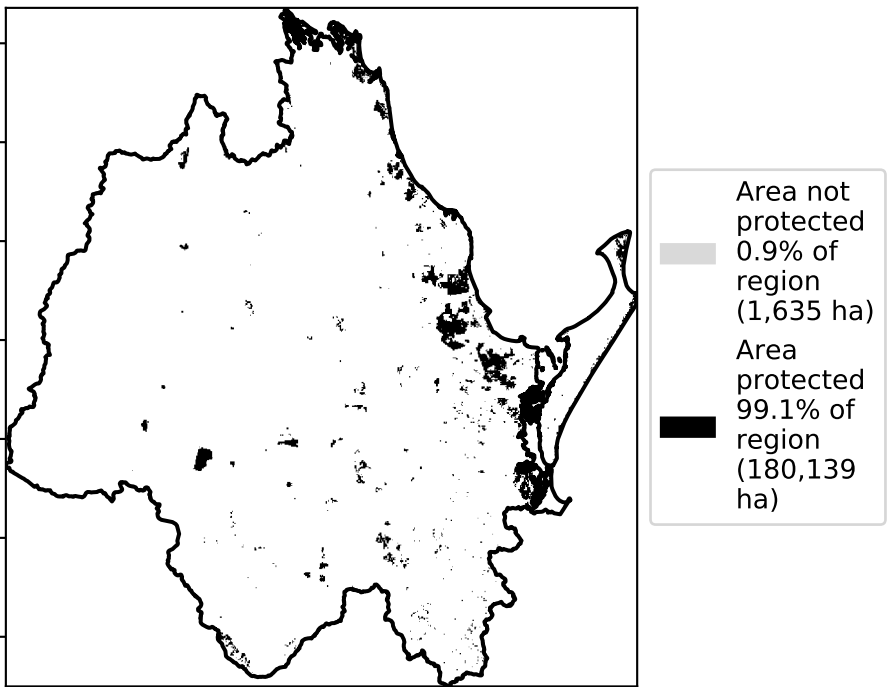 Area not
protected
0.9% of
region
(1,635 ha)
Area
protected
99.1% of
region
(180,139
ha)